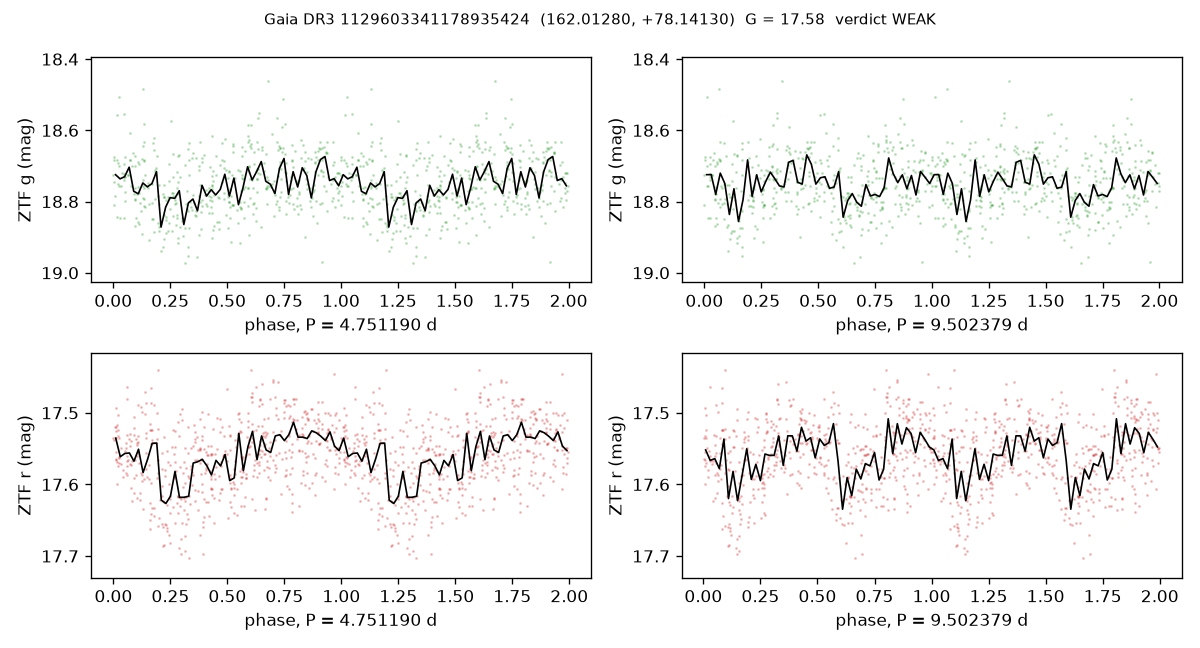 Gaia DR3 1129603341178935424 (162.01280, +78.14130) G = 17.58 verdict WEAK
18.4
18.6
18.8
19.0
ZTF g (mag)
0.00 0.25 0.50 0.75 1.00 1.25 1.50 1.75 2.00
phase, P = 4.751190 d
18.4
18.6
18.8
19.0
ZTF g (mag)
0.00 0.25 0.50 0.75 1.00 1.25 1.50 1.75 2.00
phase, P = 9.502379 d
17.5
17.6
17.7
ZTF r (mag)
0.00 0.25 0.50 0.75 1.00 1.25 1.50 1.75 2.00
phase, P = 4.751190 d
17.5
17.6
17.7
ZTF r (mag)
0.00 0.25 0.50 0.75 1.00 1.25 1.50 1.75 2.00
phase, P = 9.502379 d